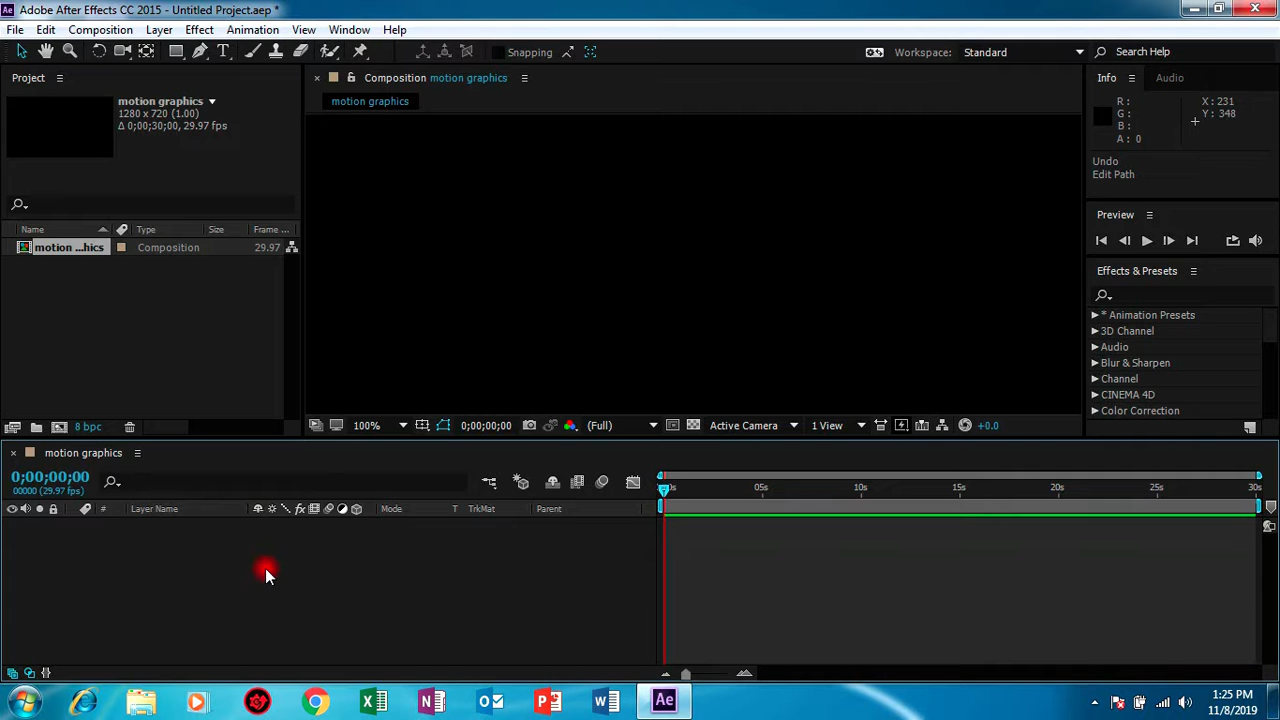 Ae Adobe After Effects CC 2015 - Untitled Project.aep *
File Edit Composition Layer Effect Animation View Window Help
T Snapping Workspace: Standard Search Help
Project
motion graphics
1280 x 720 (1.00)
Δ 0;00;30;00, 29.97 fps
Name Type Size Frame ...
motion ...hics Composition 29.97
8 bpc
Composition motion graphics
motion graphics
100% 0;00;00;00 (Full) Active Camera 1 View +0.0
Info Audio
R : X : 231
G : Y : 348
B :
A : 0
Undo
Edit Path
Preview
Effects & Presets
* Animation Presets
3D Channel
Audio
Blur & Sharpen
Channel
CINEMA 4D
Color Correction
motion graphics
0;00;00;00
00000 (29.97 fps)
0s 05s 10s 15s 20s 25s 30s
# Layer Name fx Mode T TrkMat Parent
Ae
1:25 PM
11/8/2019